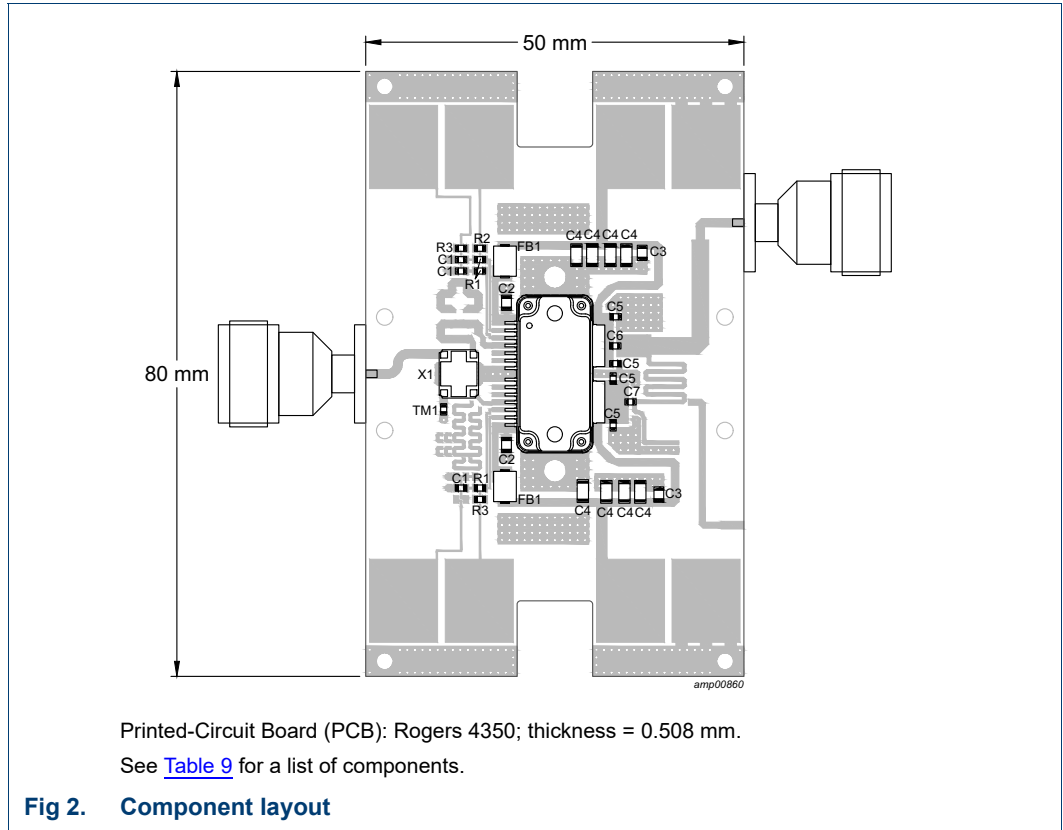 50 mm
80 mm
C4 C4 C4 C4
R3 R2
FB1
C3
C1
C1
R1
C2
C5
C6
X1
C5
C5
TM1
C7
C5
C2
C1 R1
FB1
C3
R3
C4
C4 C4 C4
amp00860
Printed-Circuit Board (PCB): Rogers 4350; thickness = 0.508 mm.
See Table 9 for a list of components.
Fig 2. Component layout